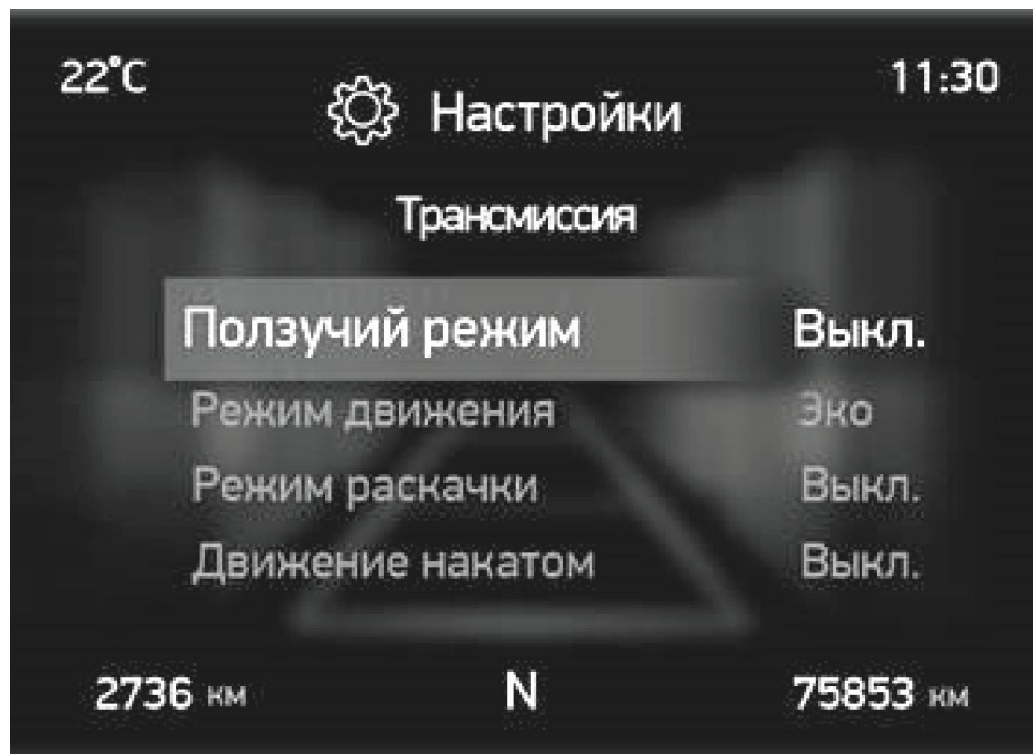 22°C 11:30
Настройки
Трансмиссия
Ползучий режим Выкл.
Режим движения Эко
Режим раскачки Выкл.
Движение накатом Выкл.
2736 км N 75853 км